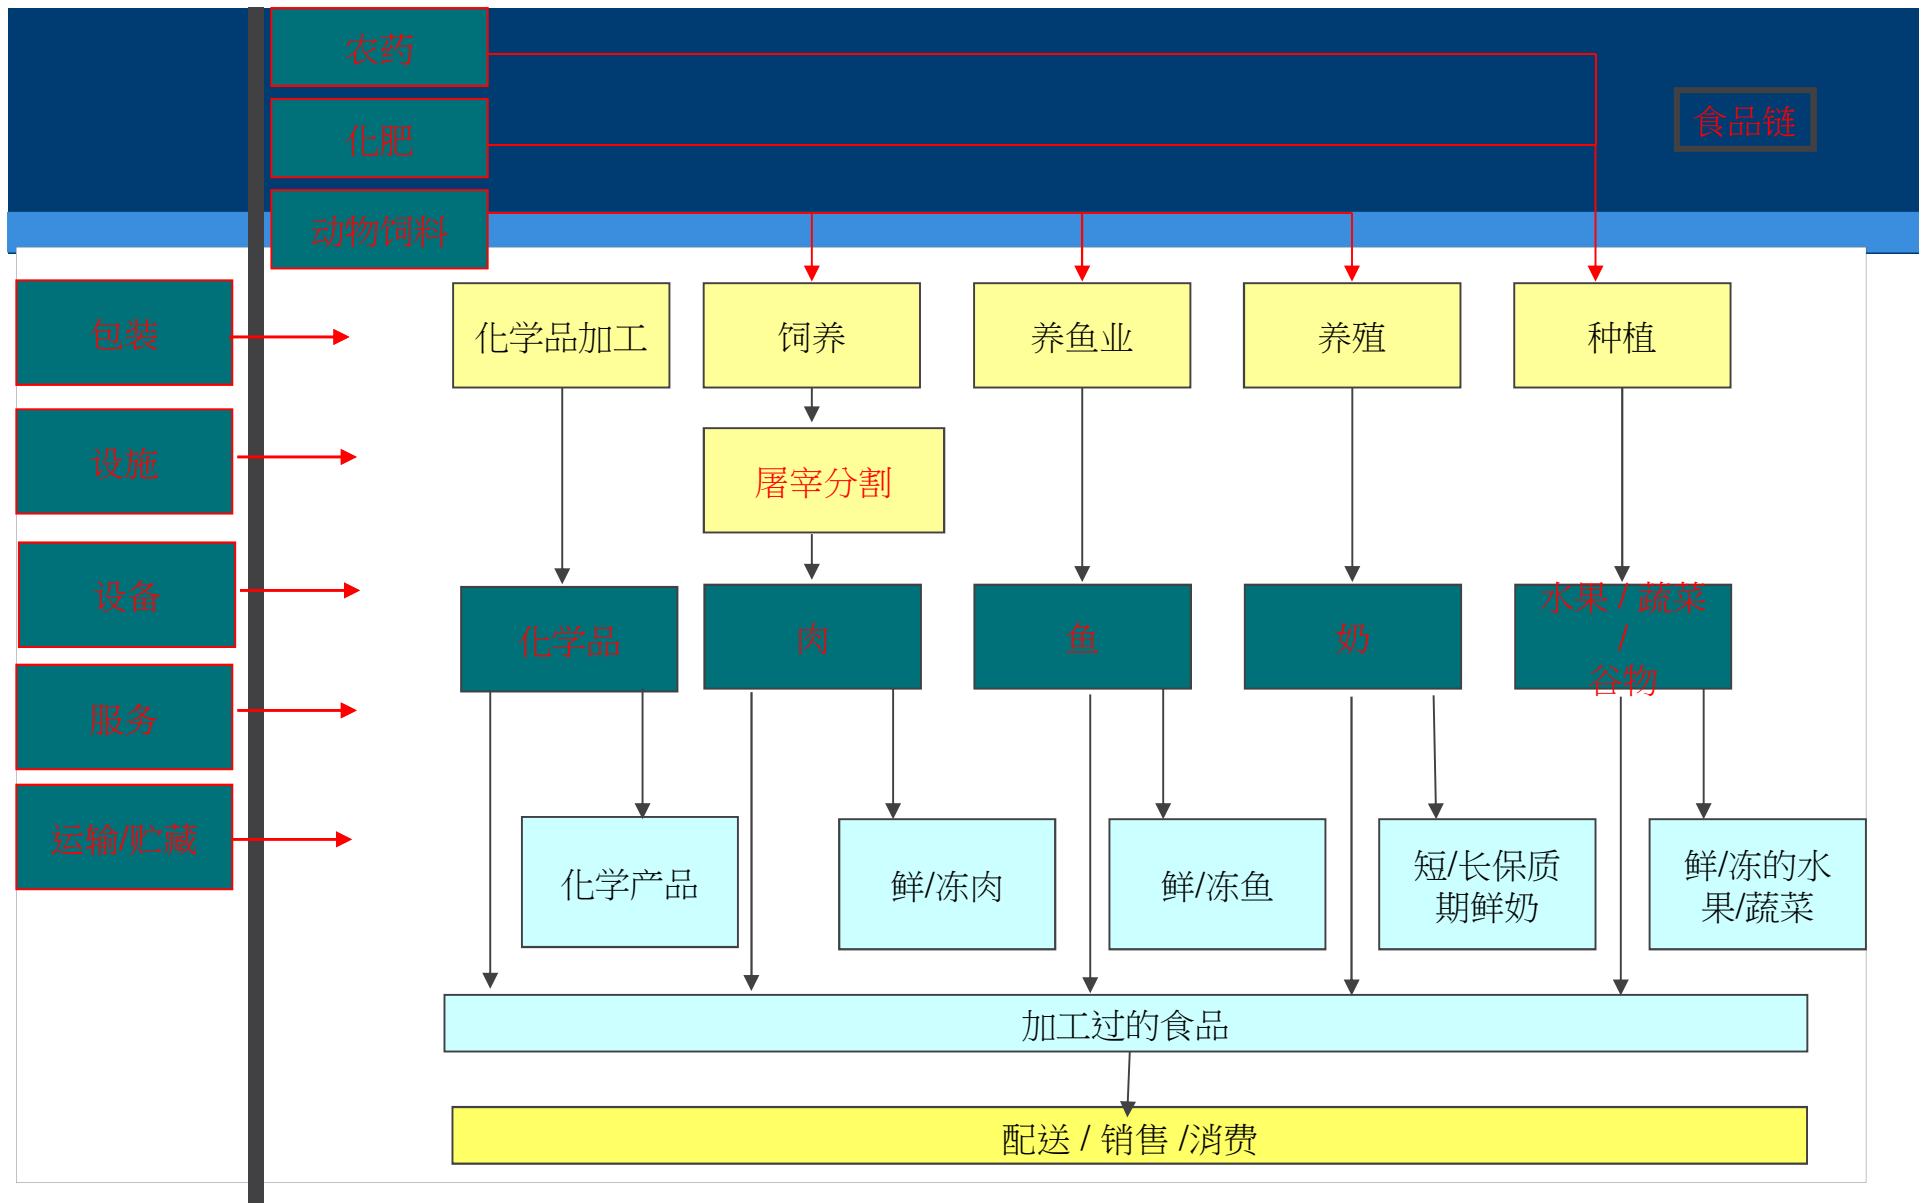 农药
化肥
食品链
动物饲料
包装
化学品加工
饲养
养鱼业
养殖
种植
设施
屠宰分割
设备
化学品
肉
鱼
奶
水果 / 蔬菜
/
谷物
服务
运输/贮藏
化学产品
鲜/冻肉
鲜/冻鱼
短/长保质
期鲜奶
鲜/冻的水
果/蔬菜
加工过的食品
配送 / 销售 /消费